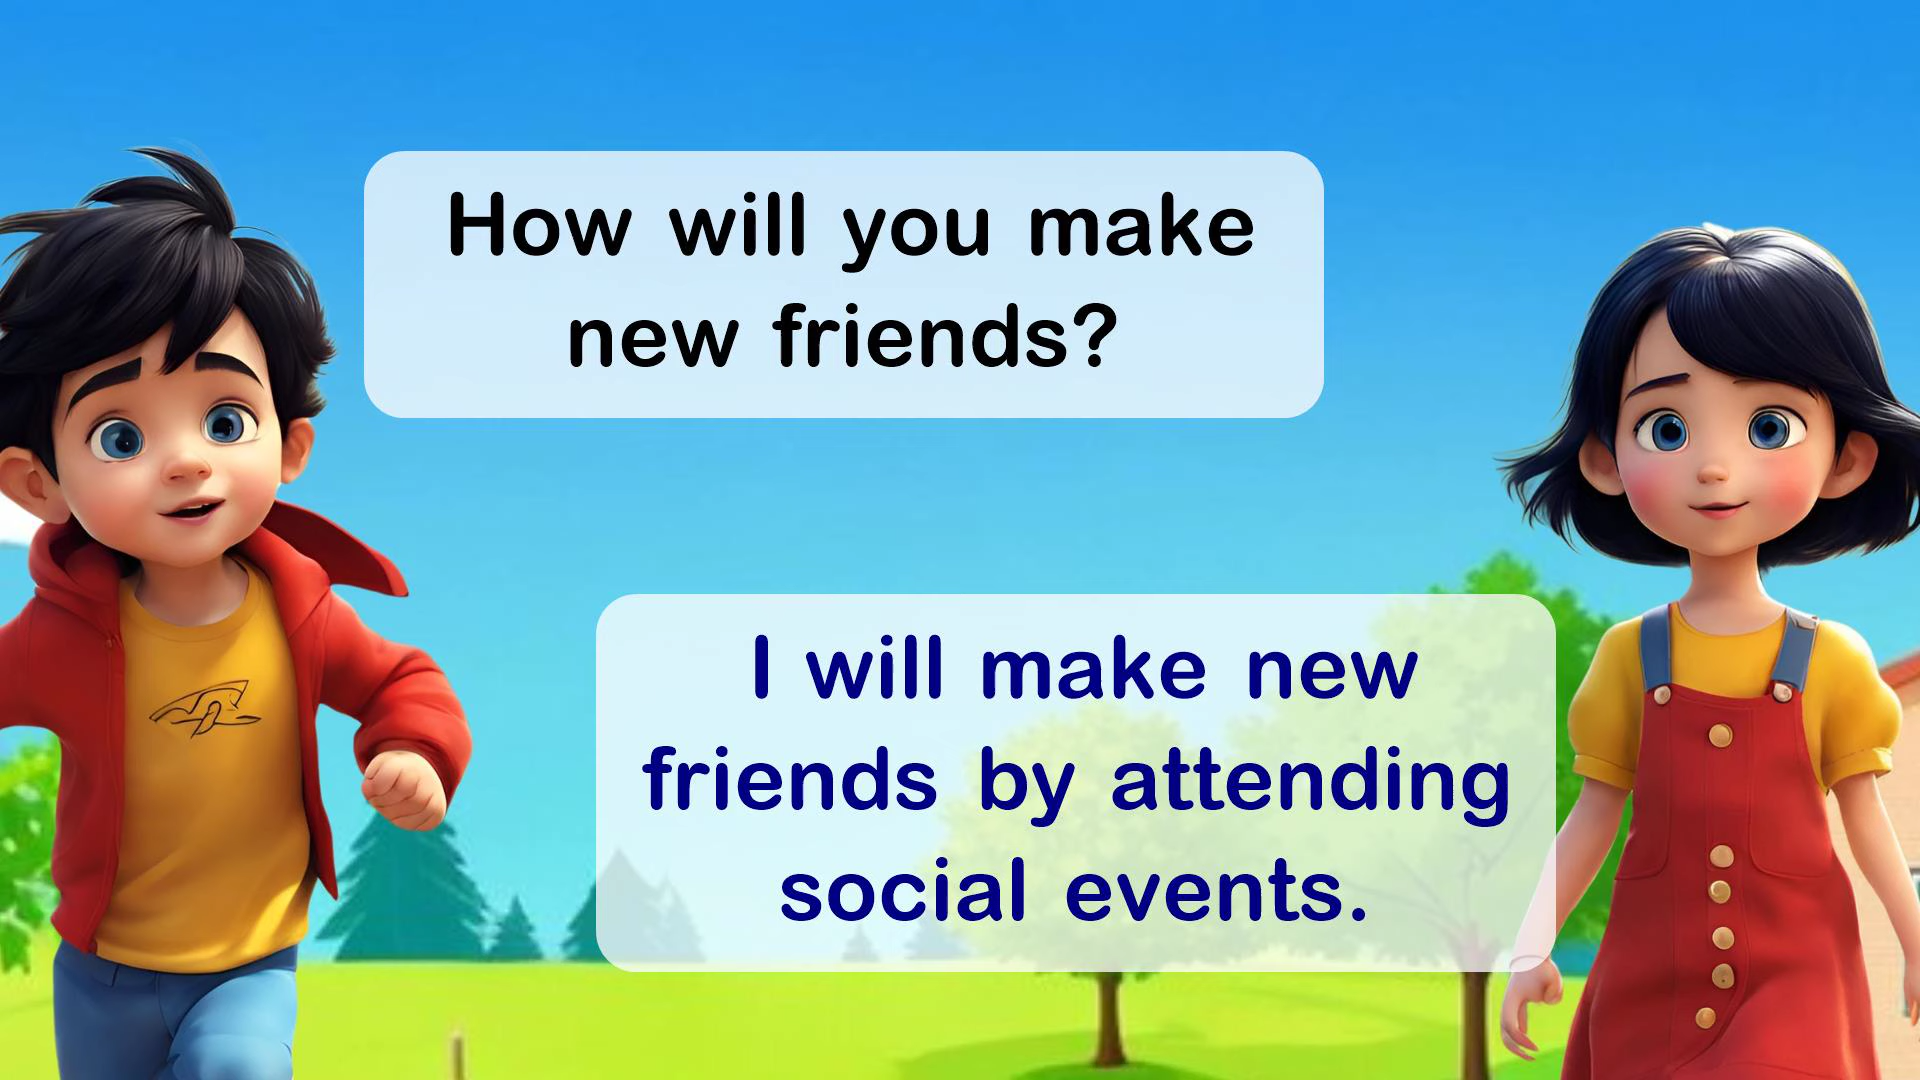 How will you make
new friends?
I will make new
friends by attending
social events.